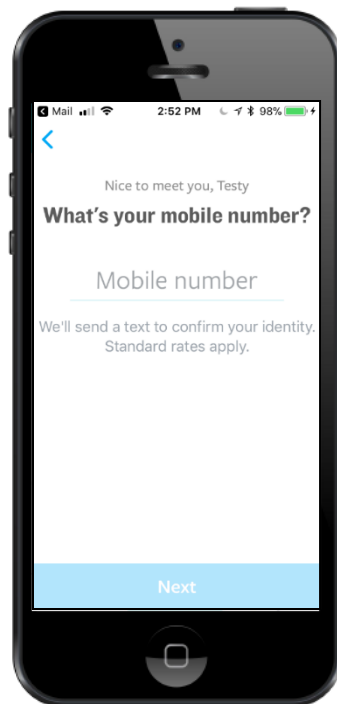 Mail 2:52 PM 98%
Nice to meet you, Testy
What's your mobile number?
Mobile number
We'll send a text to confirm your identity.
Standard rates apply.
Next